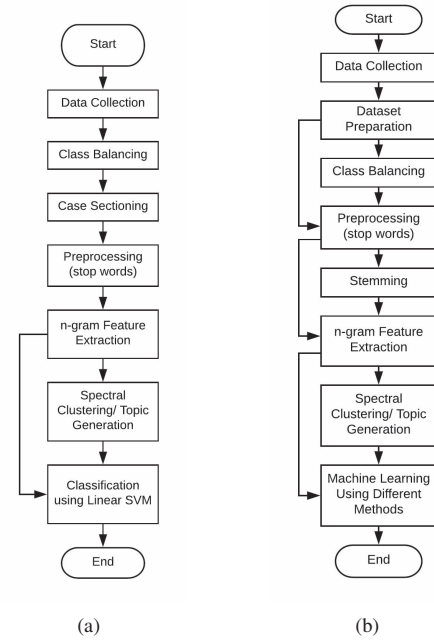 Start
Data Collection
Class Balancing
Case Sectioning
Preprocessing
(stop words)
n-gram Feature
Extraction
Spectral
Clustering/ Topic
Generation
Classification
using Linear SVM
End
(a)
Start
Data Collection
Dataset
Preparation
Class Balancing
Preprocessing
(stop words)
Stemming
n-gram Feature
Extraction
Spectral
Clustering/ Topic
Generation
Machine Learning
Using Different
Methods
End
(b)